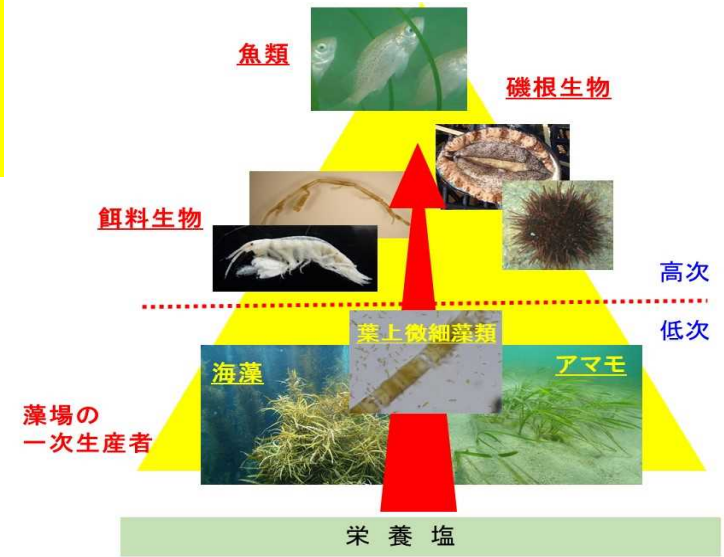 魚類
磯根生物
餌料生物
高次
低次
葉上微細藻類
海藻
アマモ
藻場の
一次生産者
栄養塩